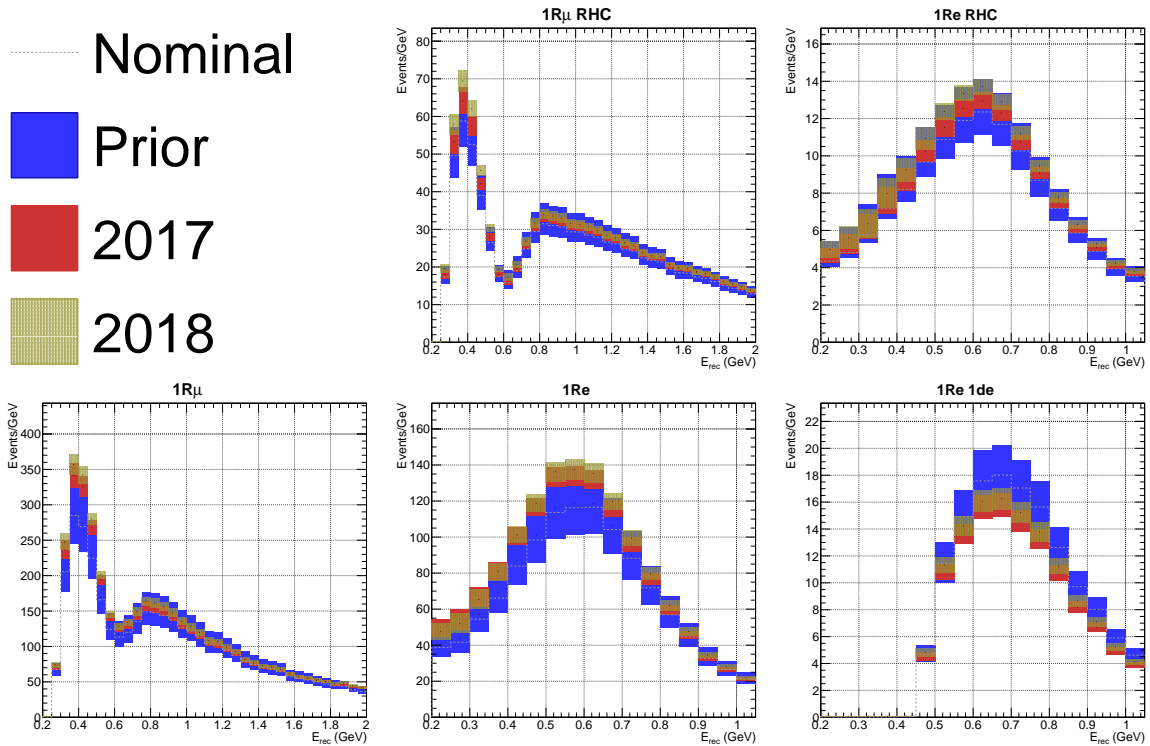 Nominal
Prior
2017
2018
1Rμ RHC
Events/GeV
80
70
60
50
40
30
20
10
0
0.2 0.4 0.6 0.8 1 1.2 1.4 1.6 1.8 2
E_rec (GeV)
1Re RHC
Events/GeV
16
14
12
10
8
6
4
2
0
0.2 0.3 0.4 0.5 0.6 0.7 0.8 0.9 1
E_rec (GeV)
1Rμ
Events/GeV
400
350
300
250
200
150
100
50
0
0.2 0.4 0.6 0.8 1 1.2 1.4 1.6 1.8 2
E_rec (GeV)
1Re
Events/GeV
160
140
120
100
80
60
40
20
0
0.2 0.3 0.4 0.5 0.6 0.7 0.8 0.9 1
E_rec (GeV)
1Re 1de
Events/GeV
22
20
18
16
14
12
10
8
6
4
2
0
0.2 0.3 0.4 0.5 0.6 0.7 0.8 0.9 1
E_rec (GeV)